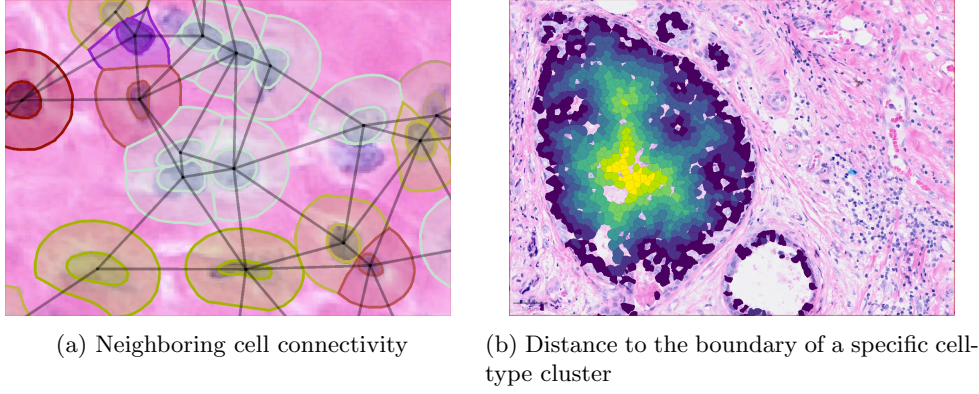 (a) Neighboring cell connectivity
(b) Distance to the boundary of a specific cell-
type cluster